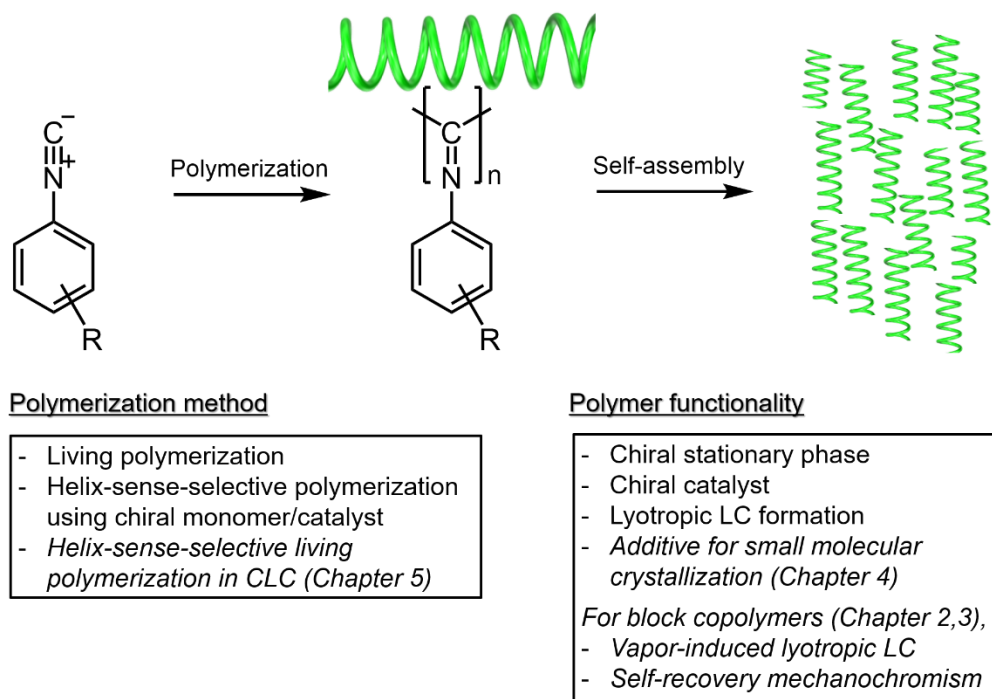 C−
N+
R
Polymerization
C
N
n
R
Self-assembly
Polymerization method
- Living polymerization
- Helix-sense-selective polymerization
using chiral monomer/catalyst
- Helix-sense-selective living
polymerization in CLC (Chapter 5)
Polymer functionality
- Chiral stationary phase
- Chiral catalyst
- Lyotropic LC formation
- Additive for small molecular
crystallization (Chapter 4)
For block copolymers (Chapter 2,3),
- Vapor-induced lyotropic LC
- Self-recovery mechanochromism